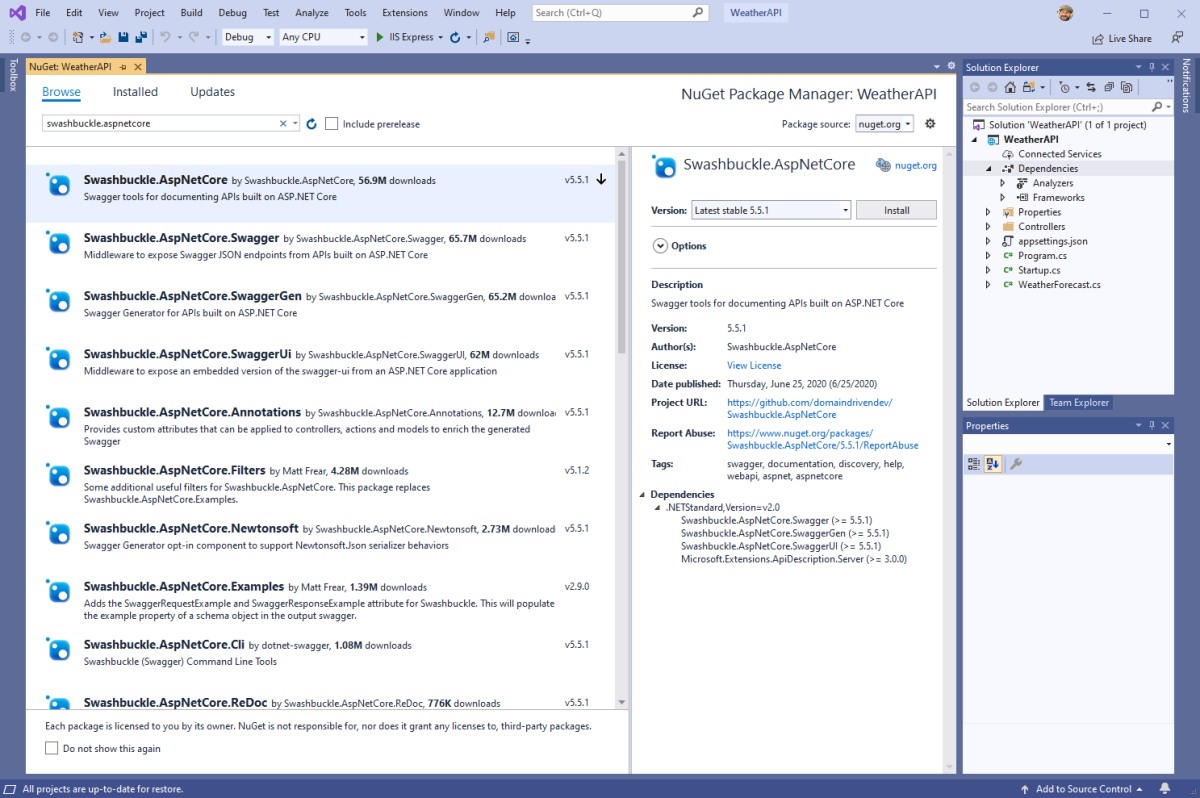 File Edit View Project Build Debug Test Analyze Tools Extensions Window Help Search (Ctrl+Q) WeatherAPI
Debug Any CPU IIS Express Live Share
Toolbox
NuGet: WeatherAPI
Browse Installed Updates
NuGet Package Manager: WeatherAPI
swashbuckle.aspnetcore
Include prerelease
Package source: nuget.org
Swashbuckle.AspNetCore by Swashbuckle.AspNetCore, 56.9M downloads v5.5.1
Swagger tools for documenting APIs built on ASP.NET Core
Swashbuckle.AspNetCore.Swagger by Swashbuckle.AspNetCore.Swagger, 65.7M downloads v5.5.1
Middleware to expose Swagger JSON endpoints from APIs built on ASP.NET Core
Swashbuckle.AspNetCore.SwaggerGen by Swashbuckle.AspNetCore.SwaggerGen, 65.2M downloa v5.5.1
Swagger Generator for APIs built on ASP.NET Core
Swashbuckle.AspNetCore.SwaggerUi by Swashbuckle.AspNetCore.SwaggerUI, 62M downloads v5.5.1
Middleware to expose an embedded version of the swagger-ui from an ASP.NET Core application
Swashbuckle.AspNetCore.Annotations by Swashbuckle.AspNetCore.Annotations, 12.7M downloa v5.5.1
Provides custom attributes that can be applied to controllers, actions and models to enrich the generated
Swagger
Swashbuckle.AspNetCore.Filters by Matt Frear, 4.28M downloads v5.1.2
Some additional useful filters for Swashbuckle.AspNetCore. This package replaces
Swashbuckle.AspNetCore.Examples.
Swashbuckle.AspNetCore.Newtonsoft by Swashbuckle.AspNetCore.Newtonsoft, 2.73M download v5.5.1
Swagger Generator opt-in component to support Newtonsoft.Json serializer behaviors
Swashbuckle.AspNetCore.Examples by Matt Frear, 1.39M downloads v2.9.0
Adds the SwaggerRequestExample and SwaggerResponseExample attribute for Swashbuckle. This will populate
the example property of a schema object in the output swagger.
Swashbuckle.AspNetCore.Cli by dotnet-swagger, 1.08M downloads v5.5.1
Swashbuckle (Swagger) Command Line Tools
Swashbuckle.AspNetCore.ReDoc by Swashbuckle.AspNetCore.ReDoc, 776K downloads v5.5.1
Each package is licensed to you by its owner. NuGet is not responsible for, nor does it grant any licenses to, third-party packages.
Do not show this again
Swashbuckle.AspNetCore nuget.org
Version: Latest stable 5.5.1 Install
Options
Description
Swagger tools for documenting APIs built on ASP.NET Core
Version: 5.5.1
Author(s): Swashbuckle.AspNetCore
License: View License
Date published: Thursday, June 25, 2020 (6/25/2020)
Project URL: https://github.com/domaindrivendev/
Swashbuckle.AspNetCore
Report Abuse: https://www.nuget.org/packages/
Swashbuckle.AspNetCore/5.5.1/ReportAbuse
Tags: swagger, documentation, discovery, help,
webapi, aspnet, aspnetcore
Dependencies
.NETStandard,Version=v2.0
Swashbuckle.AspNetCore.Swagger (>= 5.5.1)
Swashbuckle.AspNetCore.SwaggerGen (>= 5.5.1)
Swashbuckle.AspNetCore.SwaggerUI (>= 5.5.1)
Microsoft.Extensions.ApiDescription.Server (>= 3.0.0)
Solution Explorer
Search Solution Explorer (Ctrl+;)
Solution 'WeatherAPI' (1 of 1 project)
WeatherAPI
Connected Services
Dependencies
Analyzers
Frameworks
Properties
Controllers
appsettings.json
C# Program.cs
C# Startup.cs
C# WeatherForecast.cs
Solution Explorer Team Explorer
Properties
Notifications
All projects are up-to-date for restore.
Add to Source Control